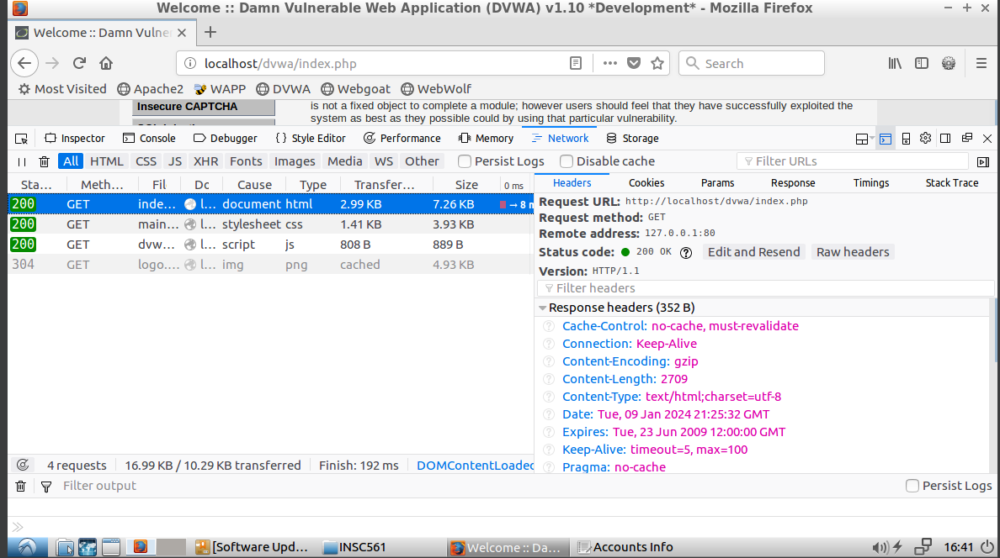 Welcome :: Damn Vulnerable Web Application (DVWA) v1.10 *Development* - Mozilla Firefox
Welcome :: Damn Vulner
localhost/dvwa/index.php
Search
Most Visited Apache2 WAPP DVWA Webgoat WebWolf
Insecure CAPTCHA
is not a fixed object to complete a module; however users should feel that they have successfully exploited the
system as best as they possible could by using that particular vulnerability.
Inspector Console Debugger Style Editor Performance Memory Network Storage
All HTML CSS JS XHR Fonts Images Media WS Other Persist Logs Disable cache Filter URLs
Sta... Meth... Fil Dc Cause Type Transfer... Size 0 ms
200 GET inde... l... document html 2.99 KB 7.26 KB → 8 m
200 GET main... l... stylesheet css 1.41 KB 3.93 KB
200 GET dvw... l... script js 808 B 889 B
304 GET logo.... l... img png cached 4.93 KB
4 requests 16.99 KB / 10.29 KB transferred Finish: 192 ms DOMContentLoaded
Headers Cookies Params Response Timings Stack Trace
Request URL: http://localhost/dvwa/index.php
Request method: GET
Remote address: 127.0.0.1:80
Status code: 200 OK Edit and Resend Raw headers
Version: HTTP/1.1
Filter headers
Response headers (352 B)
Cache-Control: no-cache, must-revalidate
Connection: Keep-Alive
Content-Encoding: gzip
Content-Length: 2709
Content-Type: text/html;charset=utf-8
Date: Tue, 09 Jan 2024 21:25:32 GMT
Expires: Tue, 23 Jun 2009 12:00:00 GMT
Keep-Alive: timeout=5, max=100
Pragma: no-cache
Filter output Persist Logs
[Software Upd... INSC561 Welcome :: Da... Accounts Info 16:41